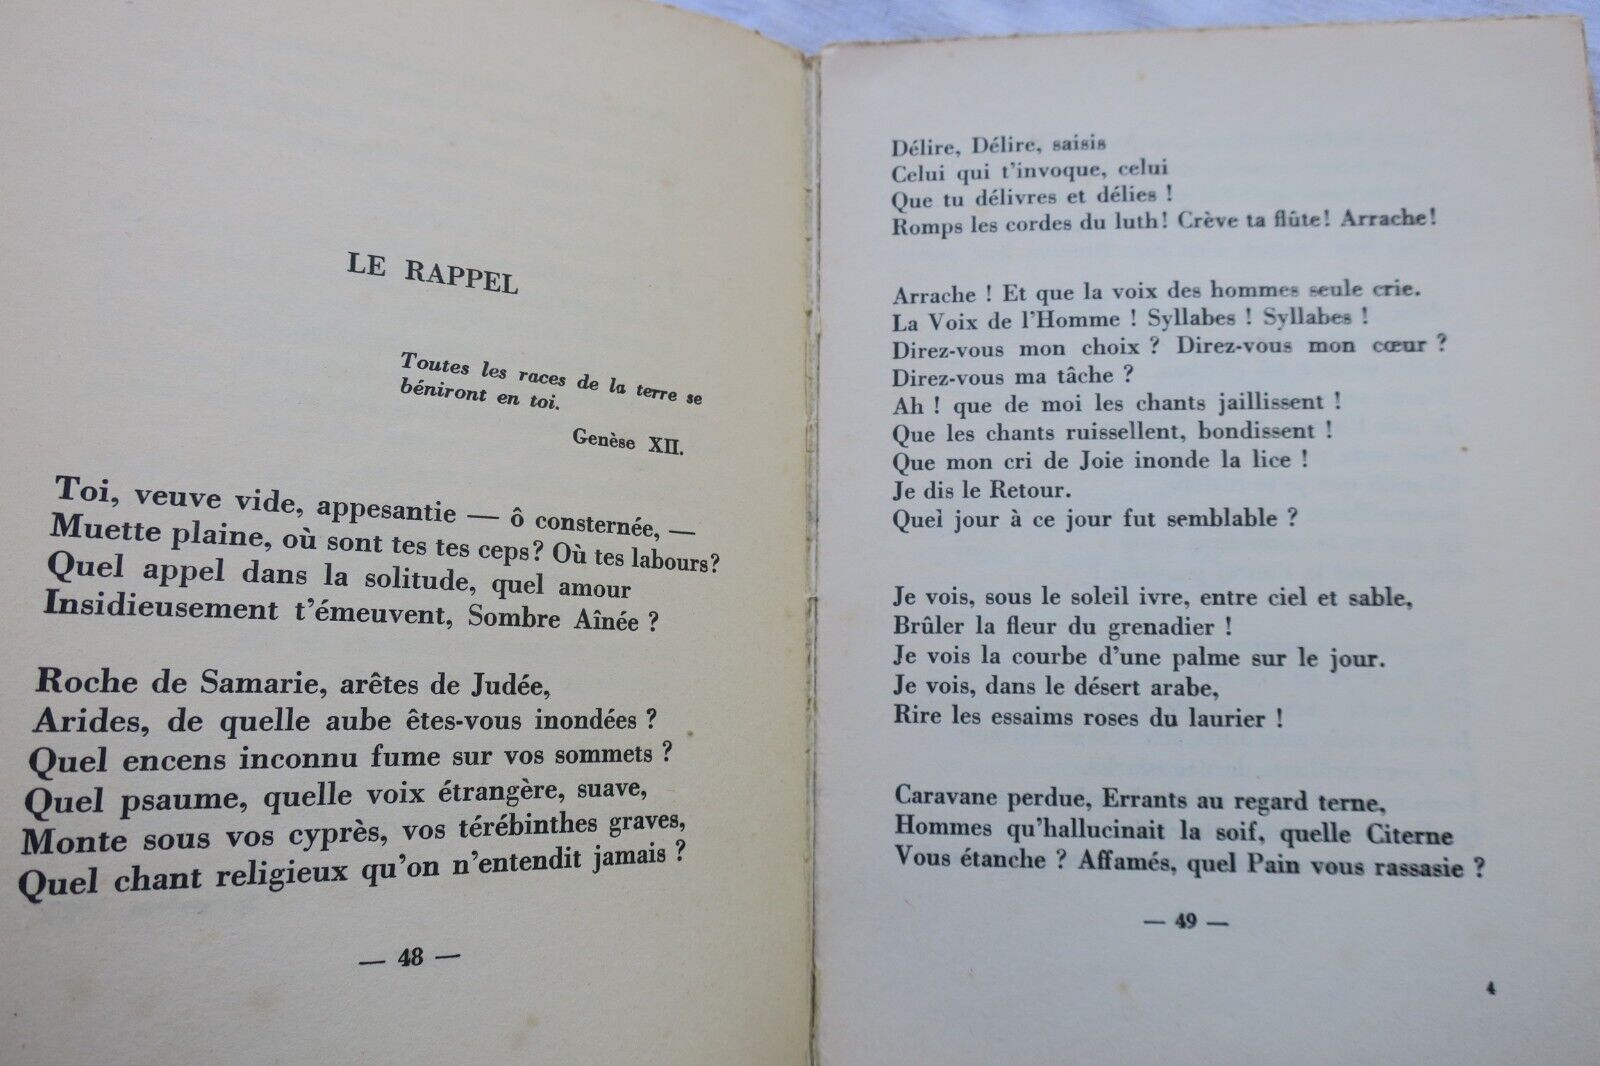 LE RAPPEL
Toutes les races de la terre se
béniront en toi.
Genèse XII.
Toi, veuve vide, appesantie — ô consternée, —
Muette plaine, où sont tes tes ceps? Où tes labours?
Quel appel dans la solitude, quel amour
Insidieusement t'émeuvent, Sombre Aînée ?
Roche de Samarie, arêtes de Judée,
Arides, de quelle aube êtes-vous inondées ?
Quel encens inconnu fume sur vos sommets ?
Quel psaume, quelle voix étrangère, suave,
Monte sous vos cyprès, vos térébinthes graves,
Quel chant religieux qu'on n'entendit jamais ?
— 48 —
Délire, Délire, saisis
Celui qui t'invoque, celui
Que tu délivres et délies !
Romps les cordes du luth! Crève ta flûte! Arrache!
Arrache ! Et que la voix des hommes seule crie.
La Voix de l'Homme ! Syllabes ! Syllabes !
Direz-vous mon choix ? Direz-vous mon cœur ?
Direz-vous ma tâche ?
Ah ! que de moi les chants jaillissent !
Que les chants ruissellent, bondissent !
Que mon cri de Joie inonde la lice !
Je dis le Retour.
Quel jour à ce jour fut semblable ?
Je vois, sous le soleil ivre, entre ciel et sable,
Brûler la fleur du grenadier !
Je vois la courbe d'une palme sur le jour.
Je vois, dans le désert arabe,
Rire les essaims roses du laurier !
Caravane perdue, Errants au regard terne,
Hommes qu'hallucinait la soif, quelle Citerne
Vous étanche ? Affamés, quel Pain vous rassasie ?
— 49 —
4